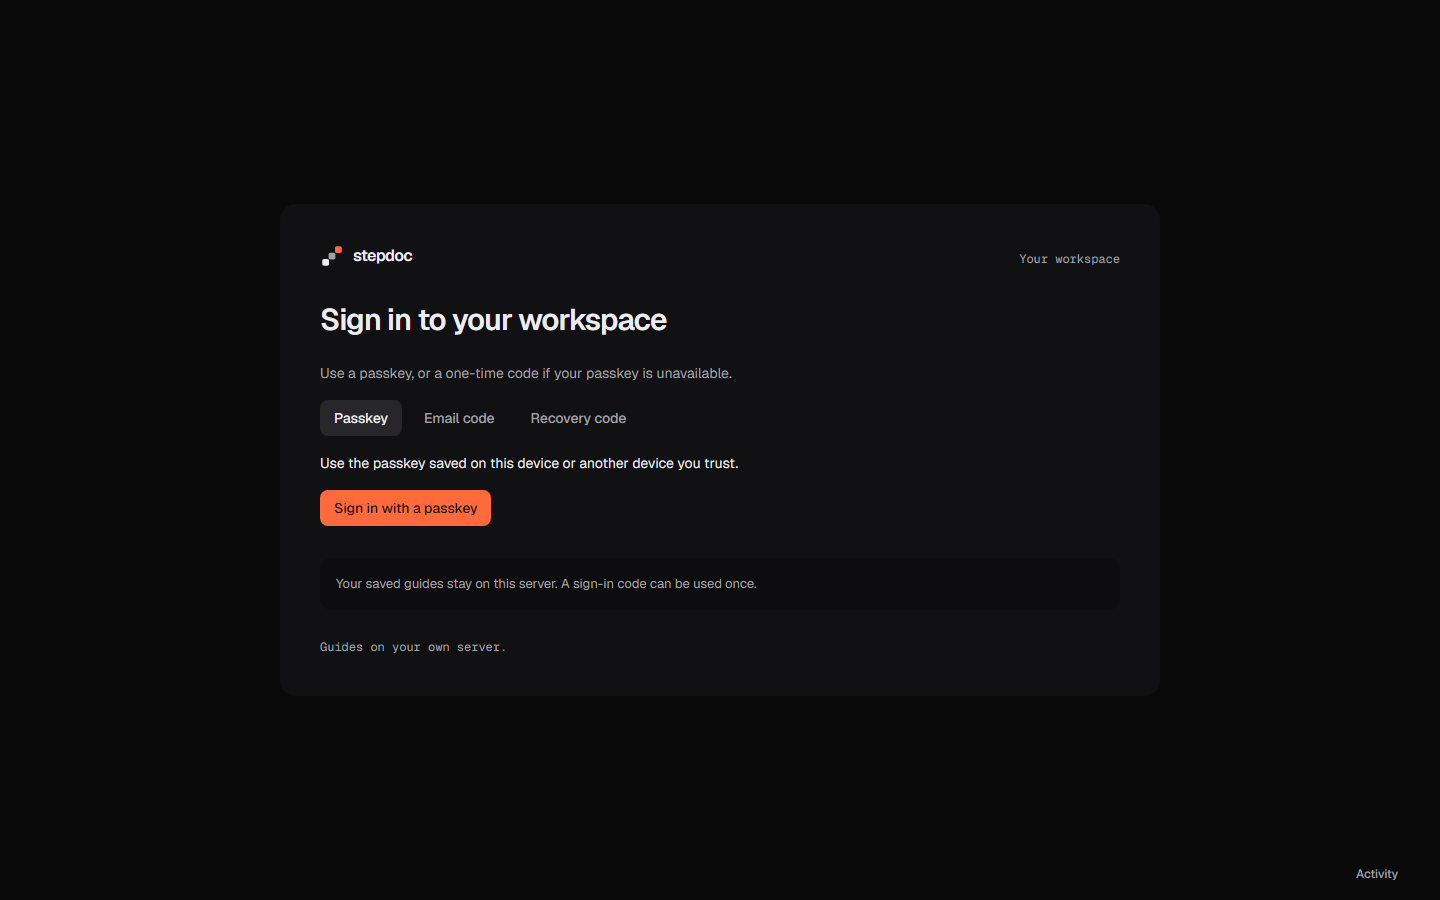 stepdoc
Your workspace
Sign in to your workspace
Use a passkey, or a one-time code if your passkey is unavailable.
Passkey
Email code
Recovery code
Use the passkey saved on this device or another device you trust.
Sign in with a passkey
Your saved guides stay on this server. A sign-in code can be used once.
Guides on your own server.
Activity